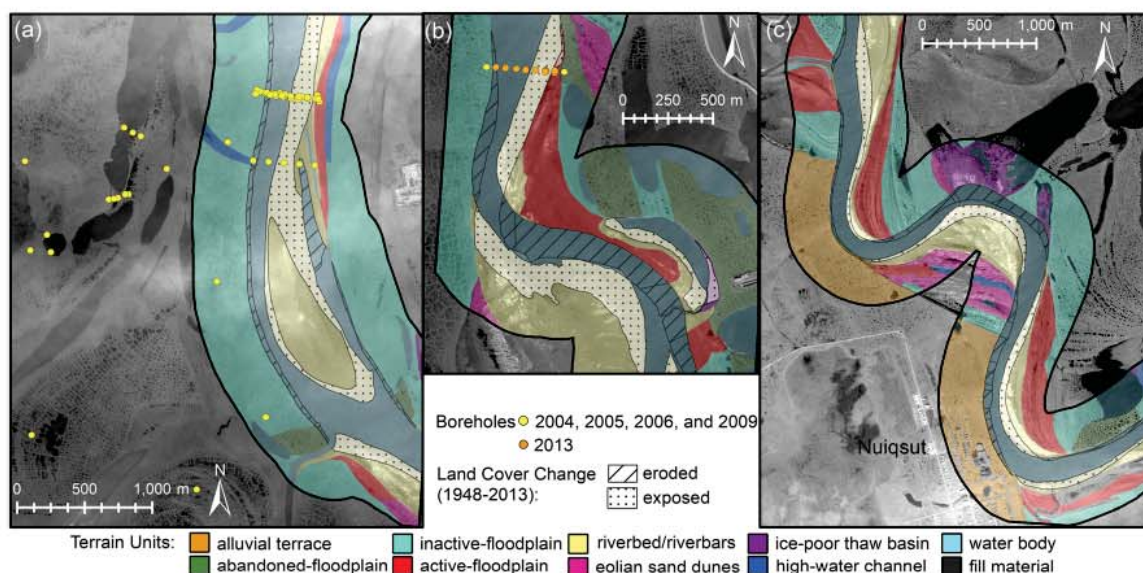 (a)
N
0 500 1,000 m
(b)
N
0 250 500 m
(c)
0 500 1,000 m
N
Nuiqsut
Boreholes 2004, 2005, 2006, and 2009
2013
Land Cover Change eroded
(1948-2013): exposed
Terrain Units: alluvial terrace inactive-floodplain riverbed/riverbars ice-poor thaw basin water body
abandoned-floodplain active-floodplain eolian sand dunes high-water channel fill material